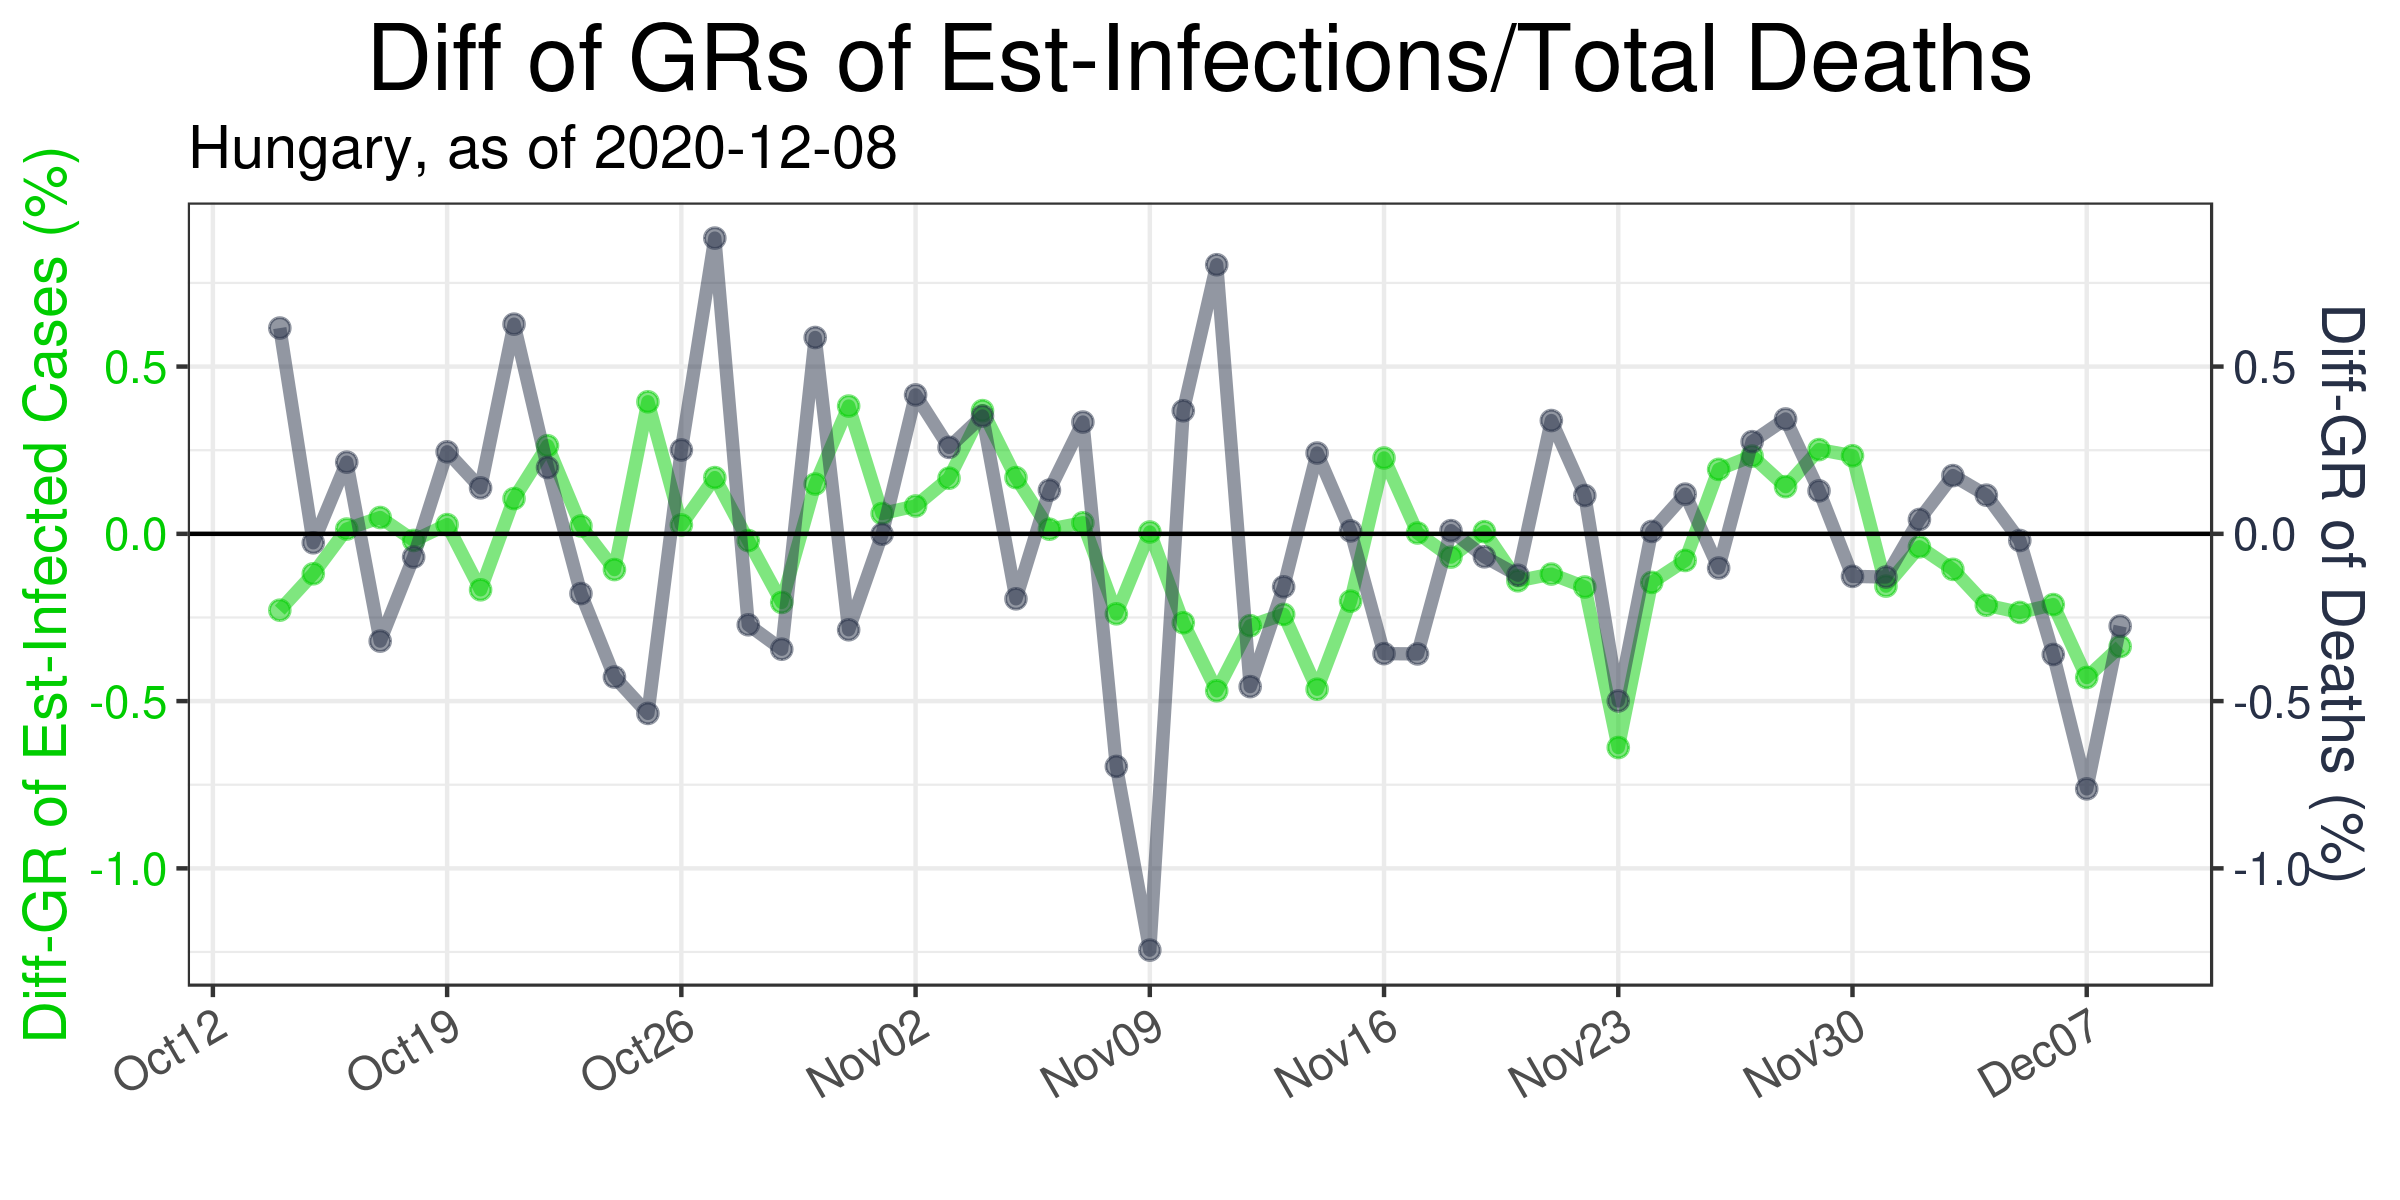 Diff of GRs of Est-Infections/Total Deaths
Hungary, as of 2020-12-08
Diff-GR of Est-Infected Cases (%)
0.5
0.0
-0.5
-1.0
0.5
0.0
-0.5
-1.0
Diff-GR of Deaths (%)
Oct12
Oct19
Oct26
Nov02
Nov09
Nov16
Nov23
Nov30
Dec07